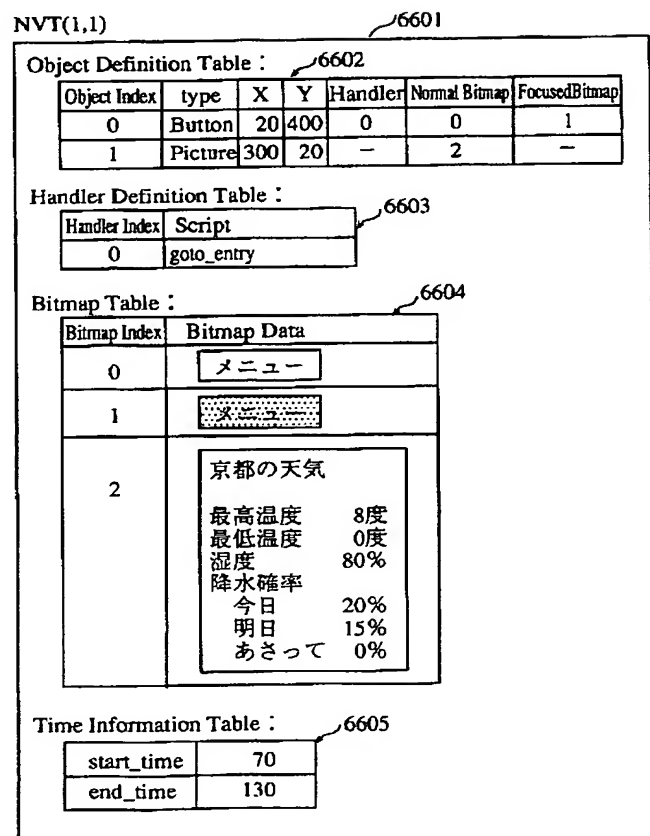 NVT(1,1)
6601
Object Definition Table : 6602
Object Index type X Y Handler Normal Bitmap FocusedBitmap
0 Button 20 400 0 0 1
1 Picture 300 20 — 2 —
Handler Definition Table : 6603
Handler Index Script
0 goto_entry
Bitmap Table : 6604
Bitmap Index Bitmap Data
0 メニュー
1 メニュー
2
京都の天気
最高温度 8度
最低温度 0度
湿度 80%
降水確率
今日 20%
明日 15%
あさって 0%
Time Information Table : 6605
start_time 70
end_time 130